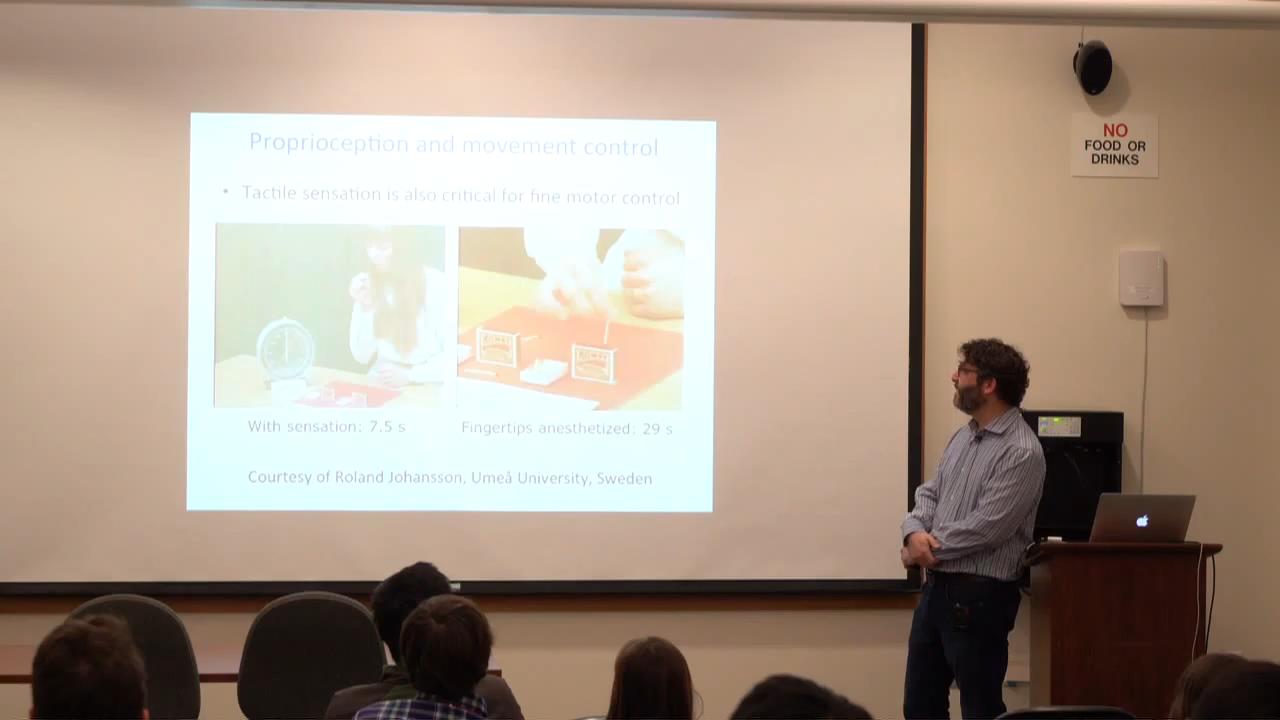 Proprioception and movement control
• Tactile sensation is also critical for fine motor control
With sensation: 7.5 s
Fingertips anesthetized: 29 s
Courtesy of Roland Johansson, Umeå University, Sweden
NO
FOOD OR
DRINKS